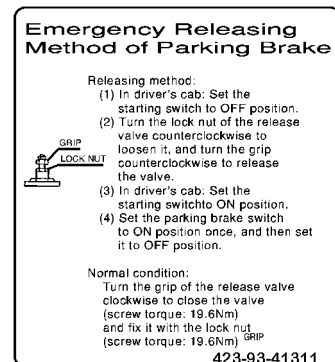 Emergency Releasing
Method of Parking Brake
Releasing method:
(1) In driver's cab: Set the
starting switch to OFF position.
(2) Turn the lock nut of the release
valve counterclockwise to
loosen it, and turn the grip
counterclockwise to release
the valve.
(3) In driver's cab: Set the
starting switchto ON position.
(4) Set the parking brake switch
to ON position once, and then set
it to OFF position.
GRIP
LOCK NUT
Normal condition:
Turn the grip of the release valve
clockwise to close the valve
(screw torque: 19.6Nm)
and fix it with the lock nut
(screw torque: 19.6Nm) GRIP
423-93-41311